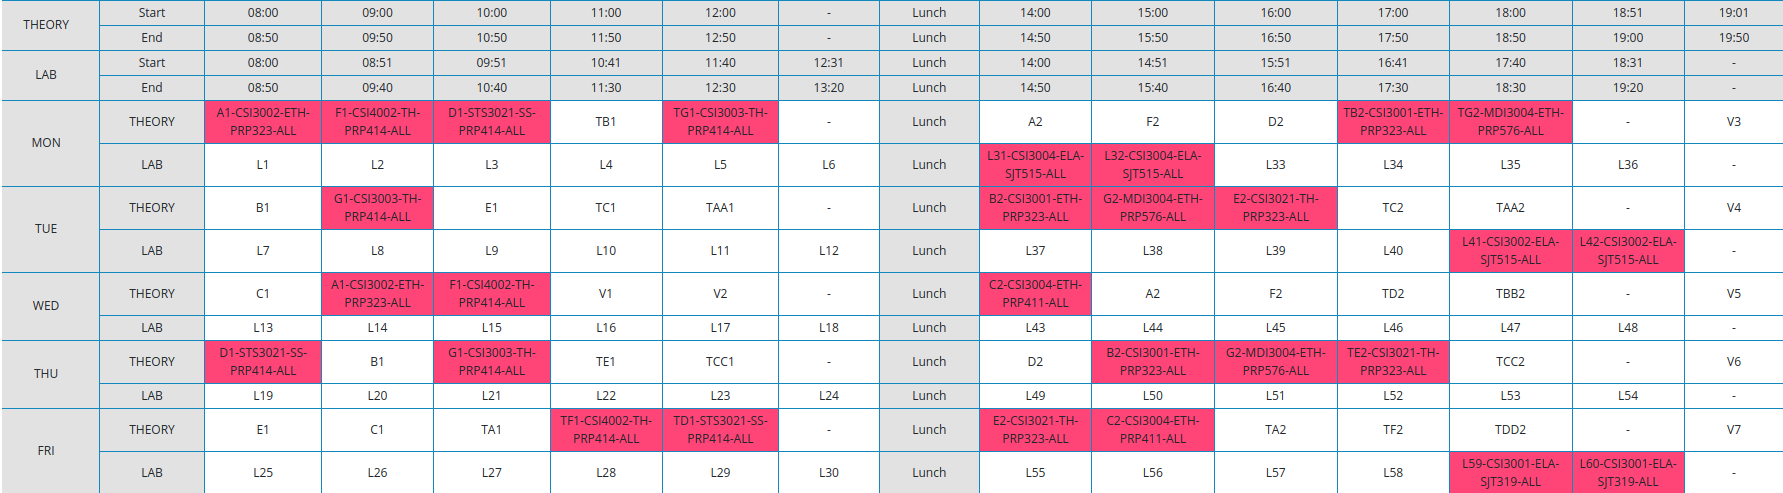 THEORY Start 08:00 09:00 10:00 11:00 12:00 - Lunch 14:00 15:00 16:00 17:00 18:00 18:51 19:01
End 08:50 09:50 10:50 11:50 12:50 - Lunch 14:50 15:50 16:50 17:50 18:50 19:00 19:50
LAB Start 08:00 08:51 09:51 10:41 11:40 12:31 Lunch 14:00 14:51 15:51 16:41 17:40 18:31 -
End 08:50 09:40 10:40 11:30 12:30 13:20 Lunch 14:50 15:40 16:40 17:30 18:30 19:20 -
MON THEORY A1-CSI3002-ETH-PRP323-ALL F1-CSI4002-TH-PRP414-ALL D1-STS3021-SS-PRP414-ALL TB1 TG1-CSI3003-TH-PRP414-ALL - Lunch A2 F2 D2 TB2-CSI3001-ETH-PRP323-ALL TG2-MDI3004-ETH-PRP576-ALL - V3
LAB L1 L2 L3 L4 L5 L6 Lunch L31-CSI3004-ELA-SJT515-ALL L32-CSI3004-ELA-SJT515-ALL L33 L34 L35 L36 -
TUE THEORY B1 G1-CSI3003-TH-PRP414-ALL E1 TC1 TAA1 - Lunch B2-CSI3001-ETH-PRP323-ALL G2-MDI3004-ETH-PRP576-ALL E2-CSI3021-TH-PRP323-ALL TC2 TAA2 - V4
LAB L7 L8 L9 L10 L11 L12 Lunch L37 L38 L39 L40 L41-CSI3002-ELA-SJT515-ALL L42-CSI3002-ELA-SJT515-ALL -
WED THEORY C1 A1-CSI3002-ETH-PRP323-ALL F1-CSI4002-TH-PRP414-ALL V1 V2 - Lunch C2-CSI3004-ETH-PRP411-ALL A2 F2 TD2 TBB2 - V5
LAB L13 L14 L15 L16 L17 L18 Lunch L43 L44 L45 L46 L47 L48 -
THU THEORY D1-STS3021-SS-PRP414-ALL B1 G1-CSI3003-TH-PRP414-ALL TE1 TCC1 - Lunch D2 B2-CSI3001-ETH-PRP323-ALL G2-MDI3004-ETH-PRP576-ALL TE2-CSI3021-TH-PRP323-ALL TCC2 - V6
LAB L19 L20 L21 L22 L23 L24 Lunch L49 L50 L51 L52 L53 L54 -
FRI THEORY E1 C1 TA1 TF1-CSI4002-TH-PRP414-ALL TD1-STS3021-SS-PRP414-ALL - Lunch E2-CSI3021-TH-PRP323-ALL C2-CSI3004-ETH-PRP411-ALL TA2 TF2 TDD2 - V7
LAB L25 L26 L27 L28 L29 L30 Lunch L55 L56 L57 L58 L59-CSI3001-ELA-SJT319-ALL L60-CSI3001-ELA-SJT319-ALL -